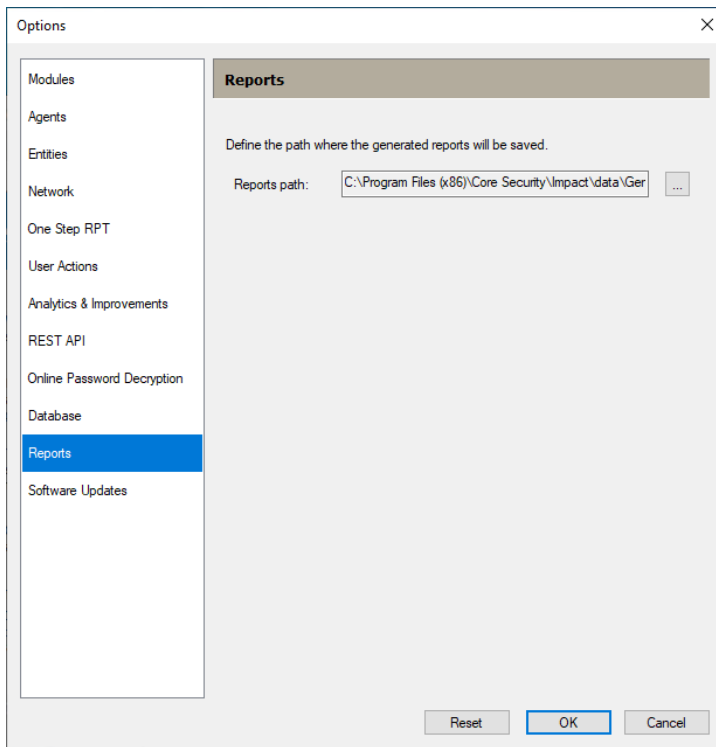 Options
Modules
Agents
Entities
Network
One Step RPT
User Actions
Analytics & Improvements
REST API
Online Password Decryption
Database
Reports
Software Updates
Reports
Define the path where the generated reports will be saved.
Reports path: C:\Program Files (x86)\Core Security\Impact\data\Ger ...
Reset OK Cancel